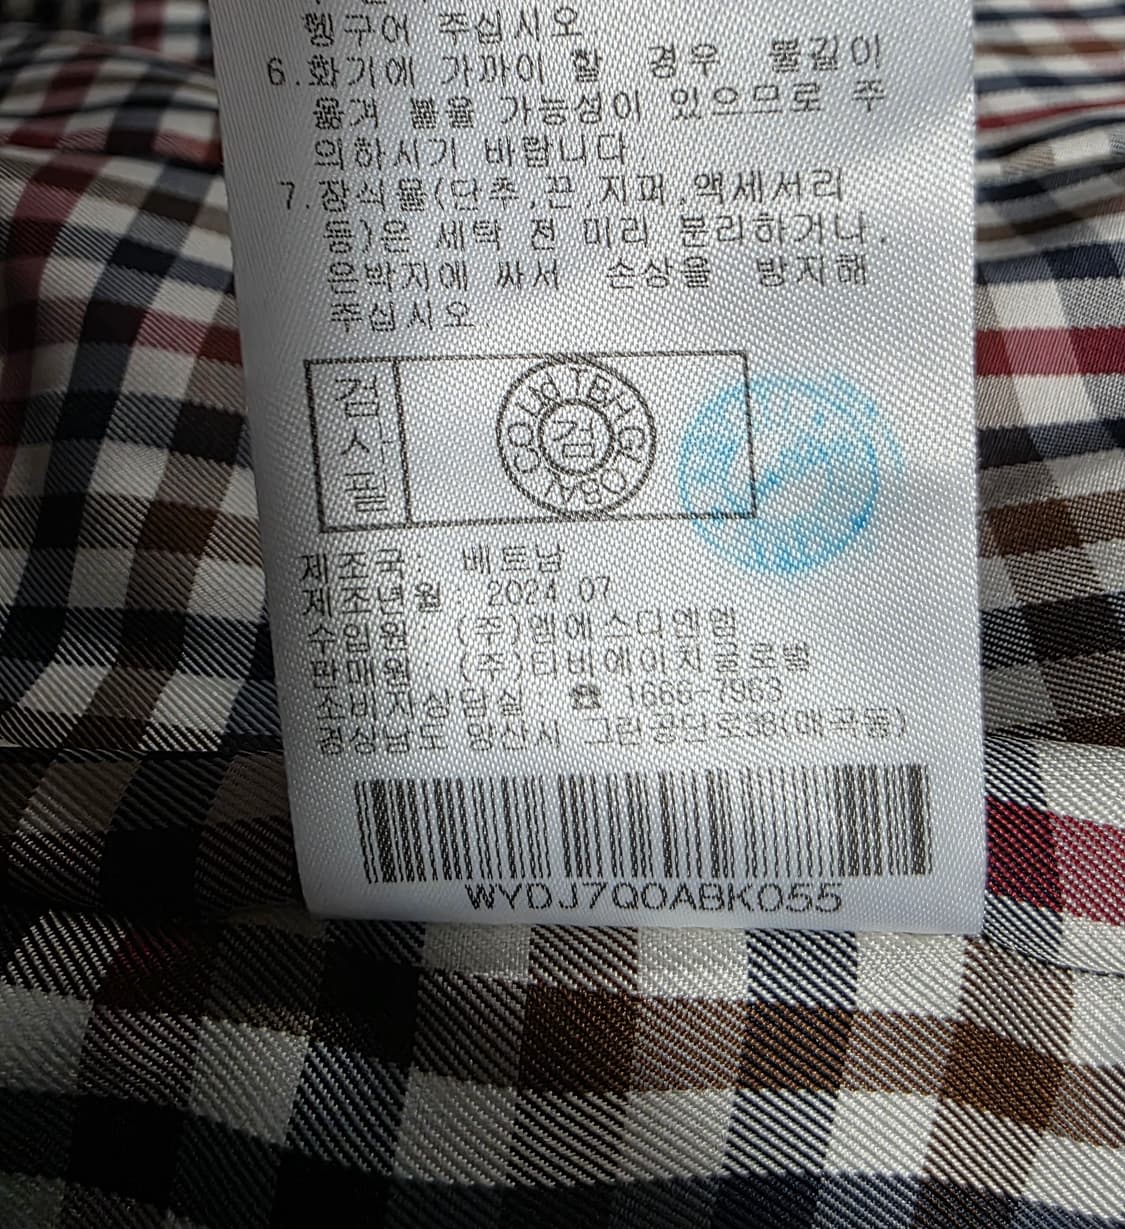 헹구어 주십시오
6.화기에 가까이 할 경우 불길이
옮겨 붙을 가능성이 있으므로 주
의하시기 바랍니다.
7.장식물(단추,끈,지퍼,액세서리
등)은 세탁 전 미리 분리하거나,
은박지에 싸서 손상을 방지해
주십시오.
검사필
COLOR TBH GLOBAL
검
제조국: 베트남
제조년월: 2024.07
수입원: (주)엠에스디엔엠
판매원: (주)티비에이치글로벌
소비자상담실: ☎ 1666-7963
경상남도 양산시 그린공단로38(매곡동)
WYDJ7Q0ABK055